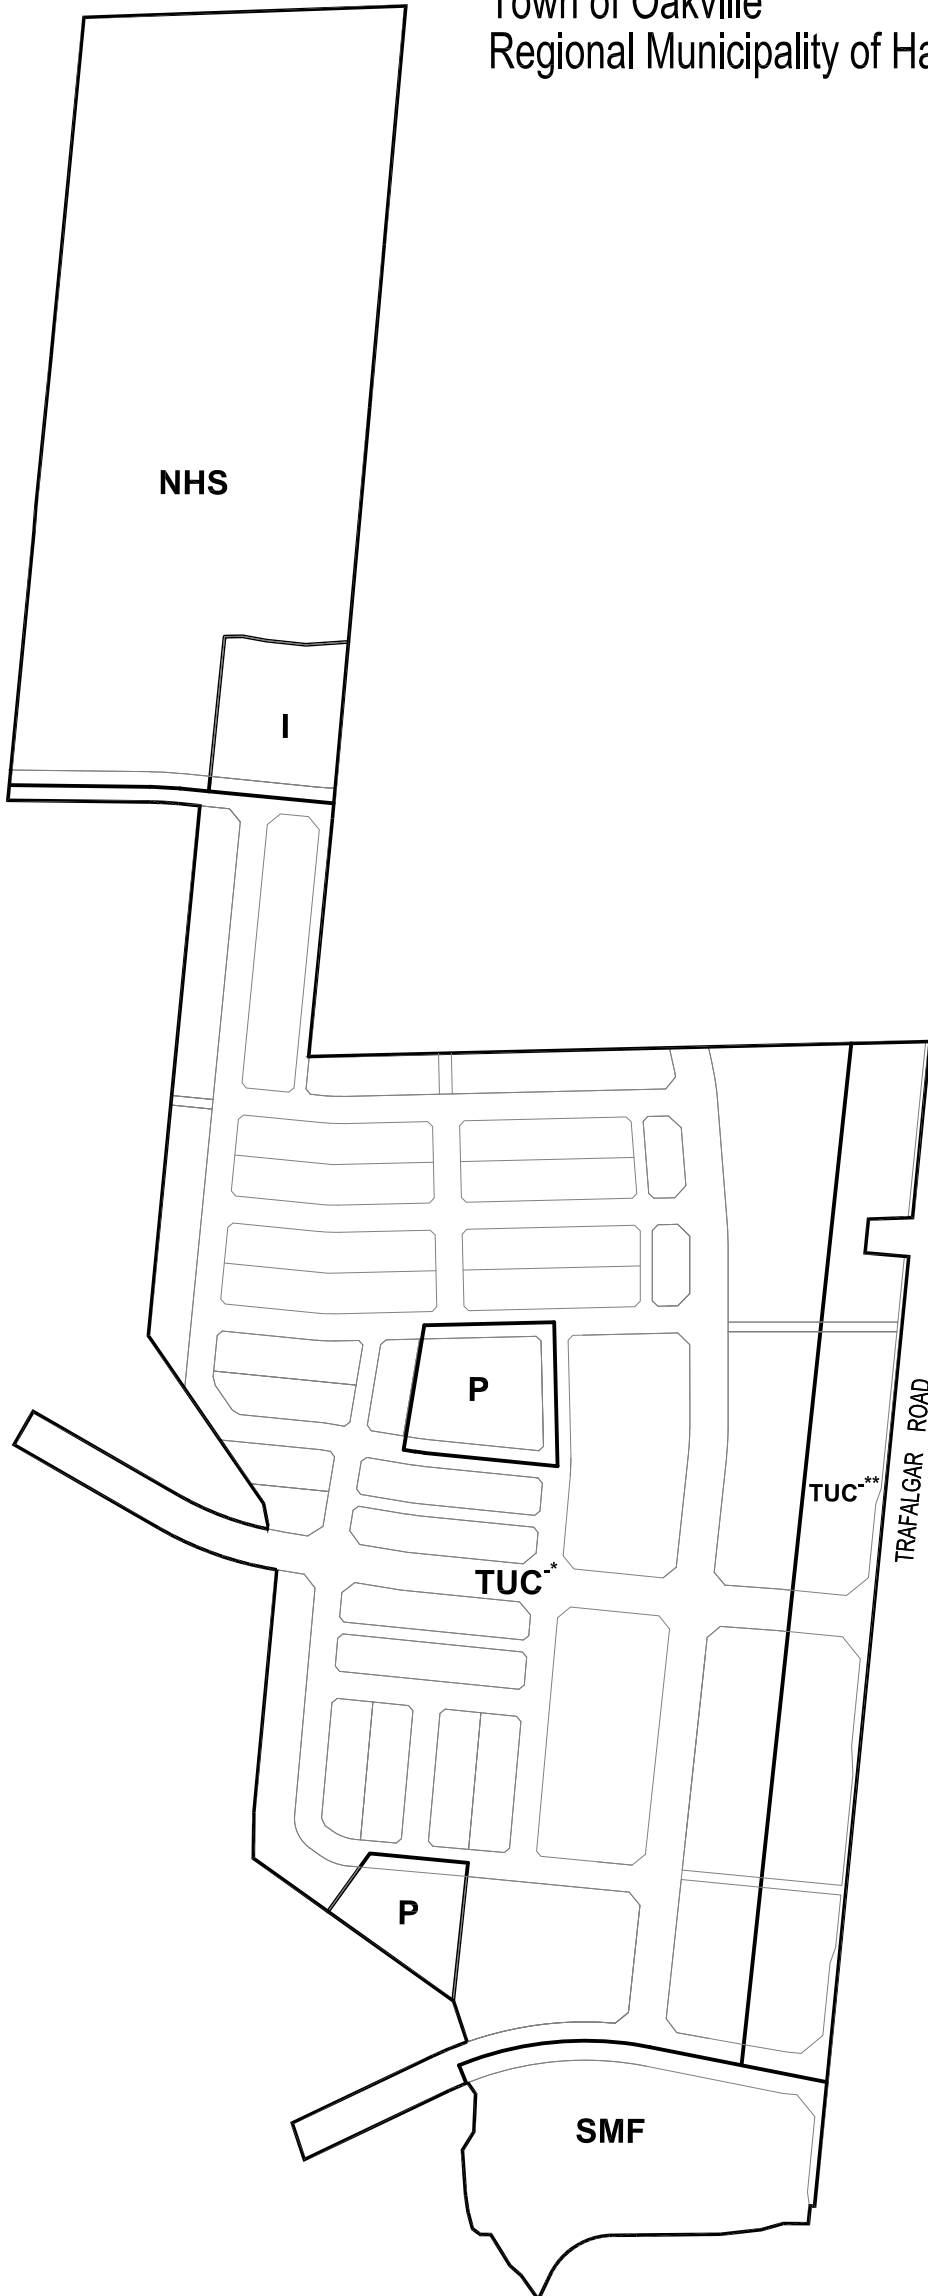 Town of Oakville
Regional Municipality of Ha
NHS
I
P
TUC-**
TRAFALGAR ROAD
TUC-*
P
SMF